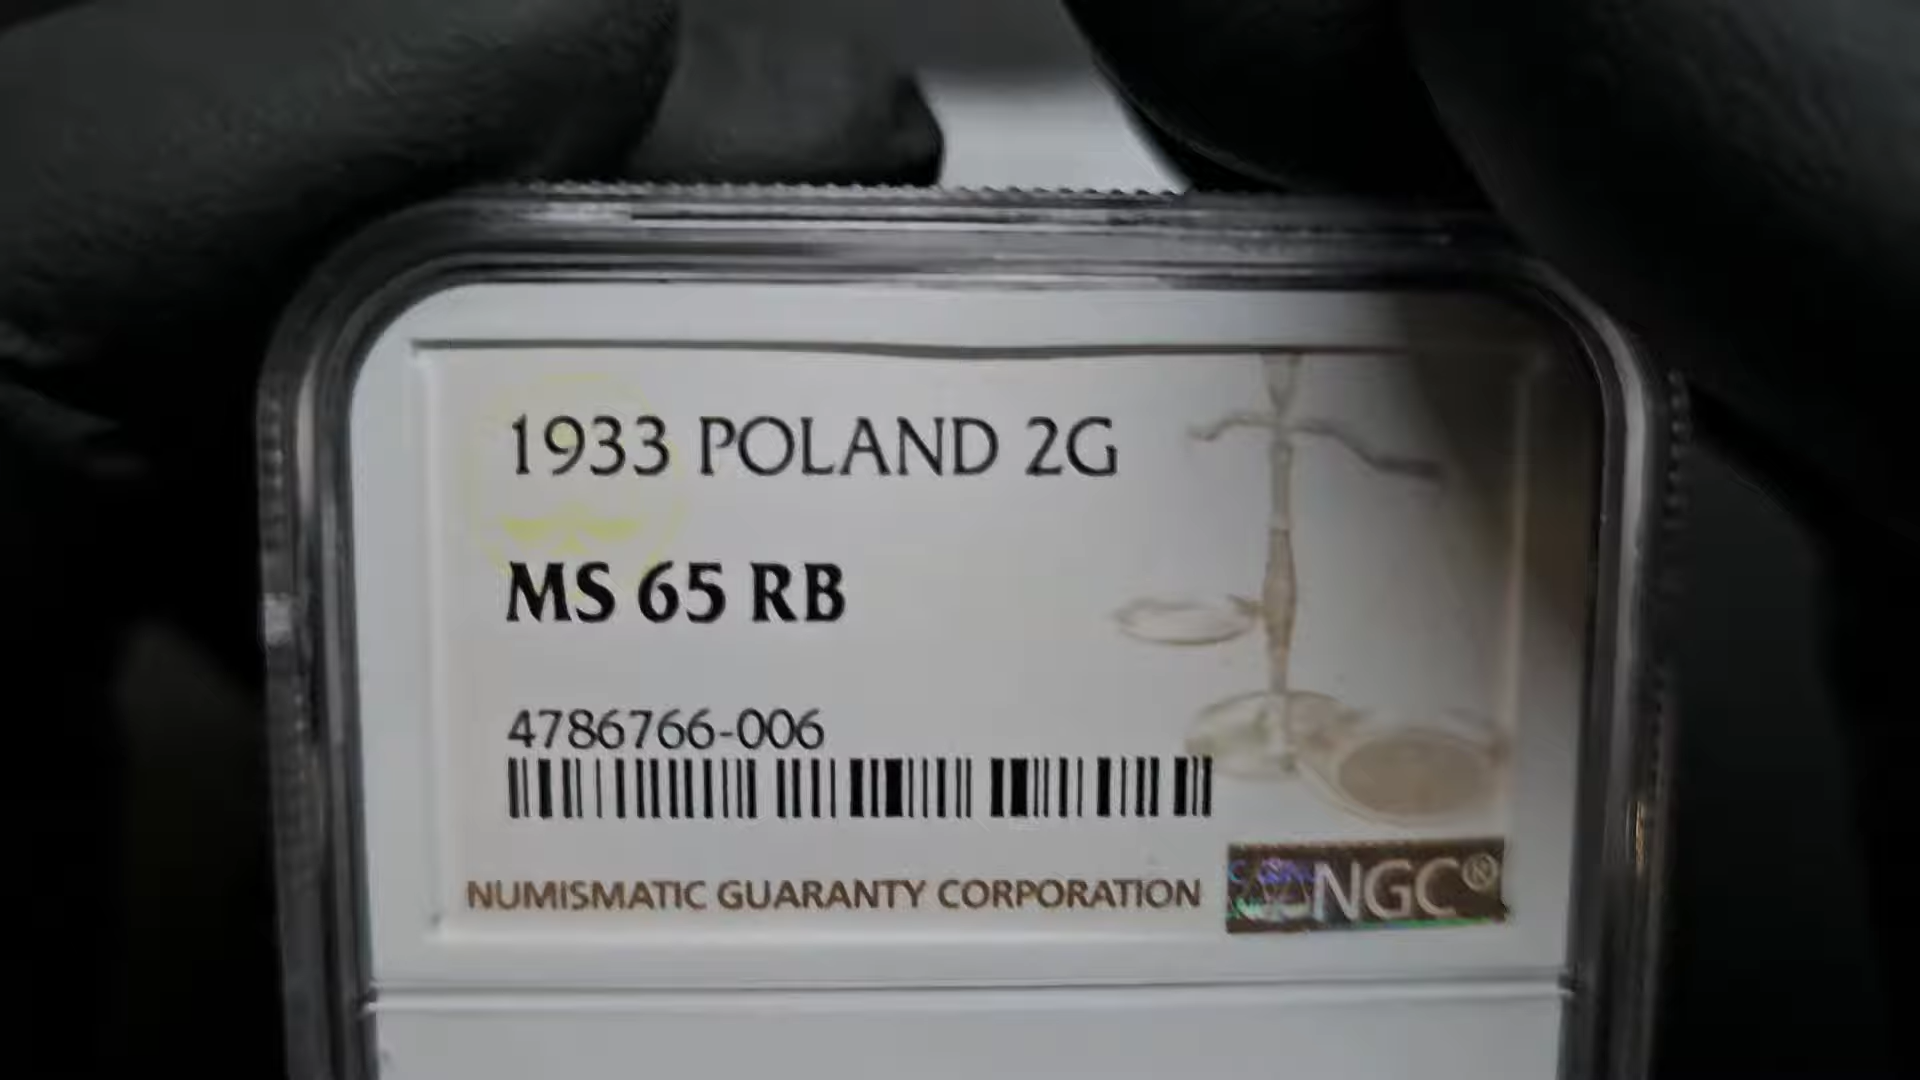 1933 POLAND 2G
MS 65 RB
4786766-006
NUMISMATIC GUARANTY CORPORATION
NGC®